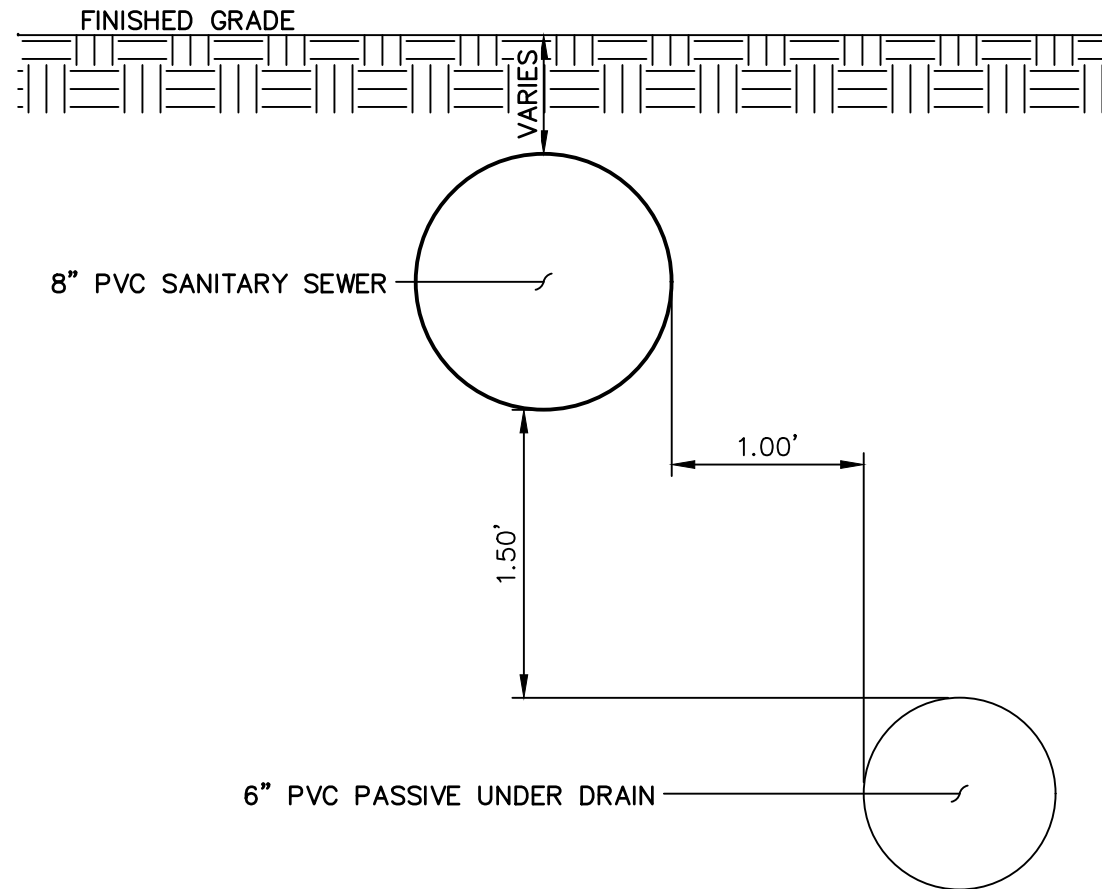 FINISHED GRADE
VARIES
8" PVC SANITARY SEWER
1.00'
1.50'
6" PVC PASSIVE UNDER DRAIN